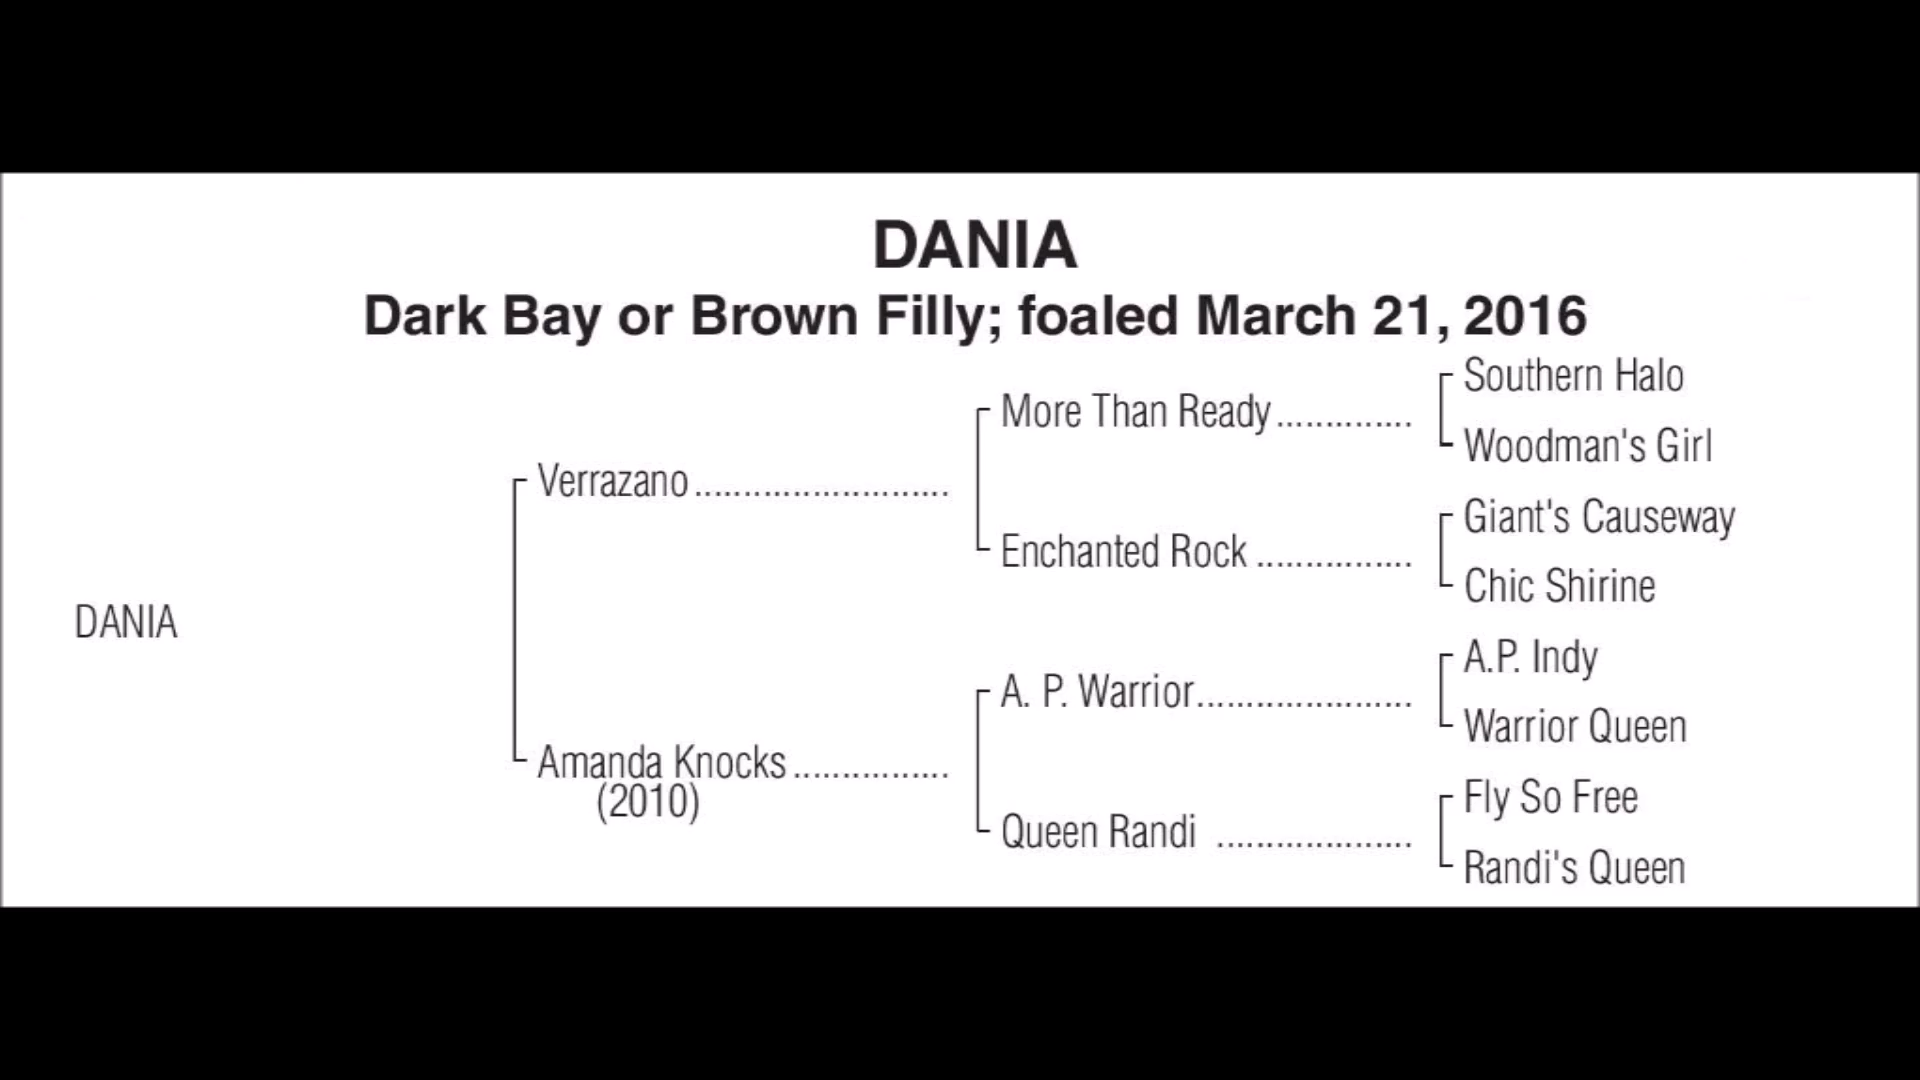 DANIA
Dark Bay or Brown Filly; foaled March 21, 2016
Southern Halo
More Than Ready..............
Woodman's Girl
Verrazano..........................
Giant's Causeway
Enchanted Rock ................
Chic Shirine
DANIA
A.P. Indy
A. P. Warrior......................
Warrior Queen
Amanda Knocks ................
(2010)
Fly So Free
Queen Randi ....................
Randi's Queen